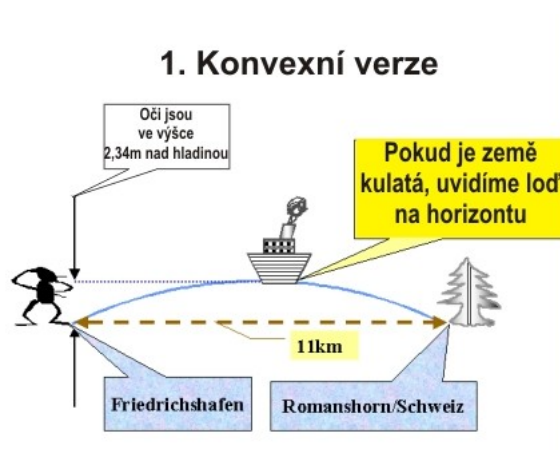 1. Konvexní verze
Oči jsou
ve výšce
2,34m nad hladinou
Pokud je země
kulatá, uvidíme loď
na horizontu
11km
Friedrichshafen
Romanshorn/Schweiz